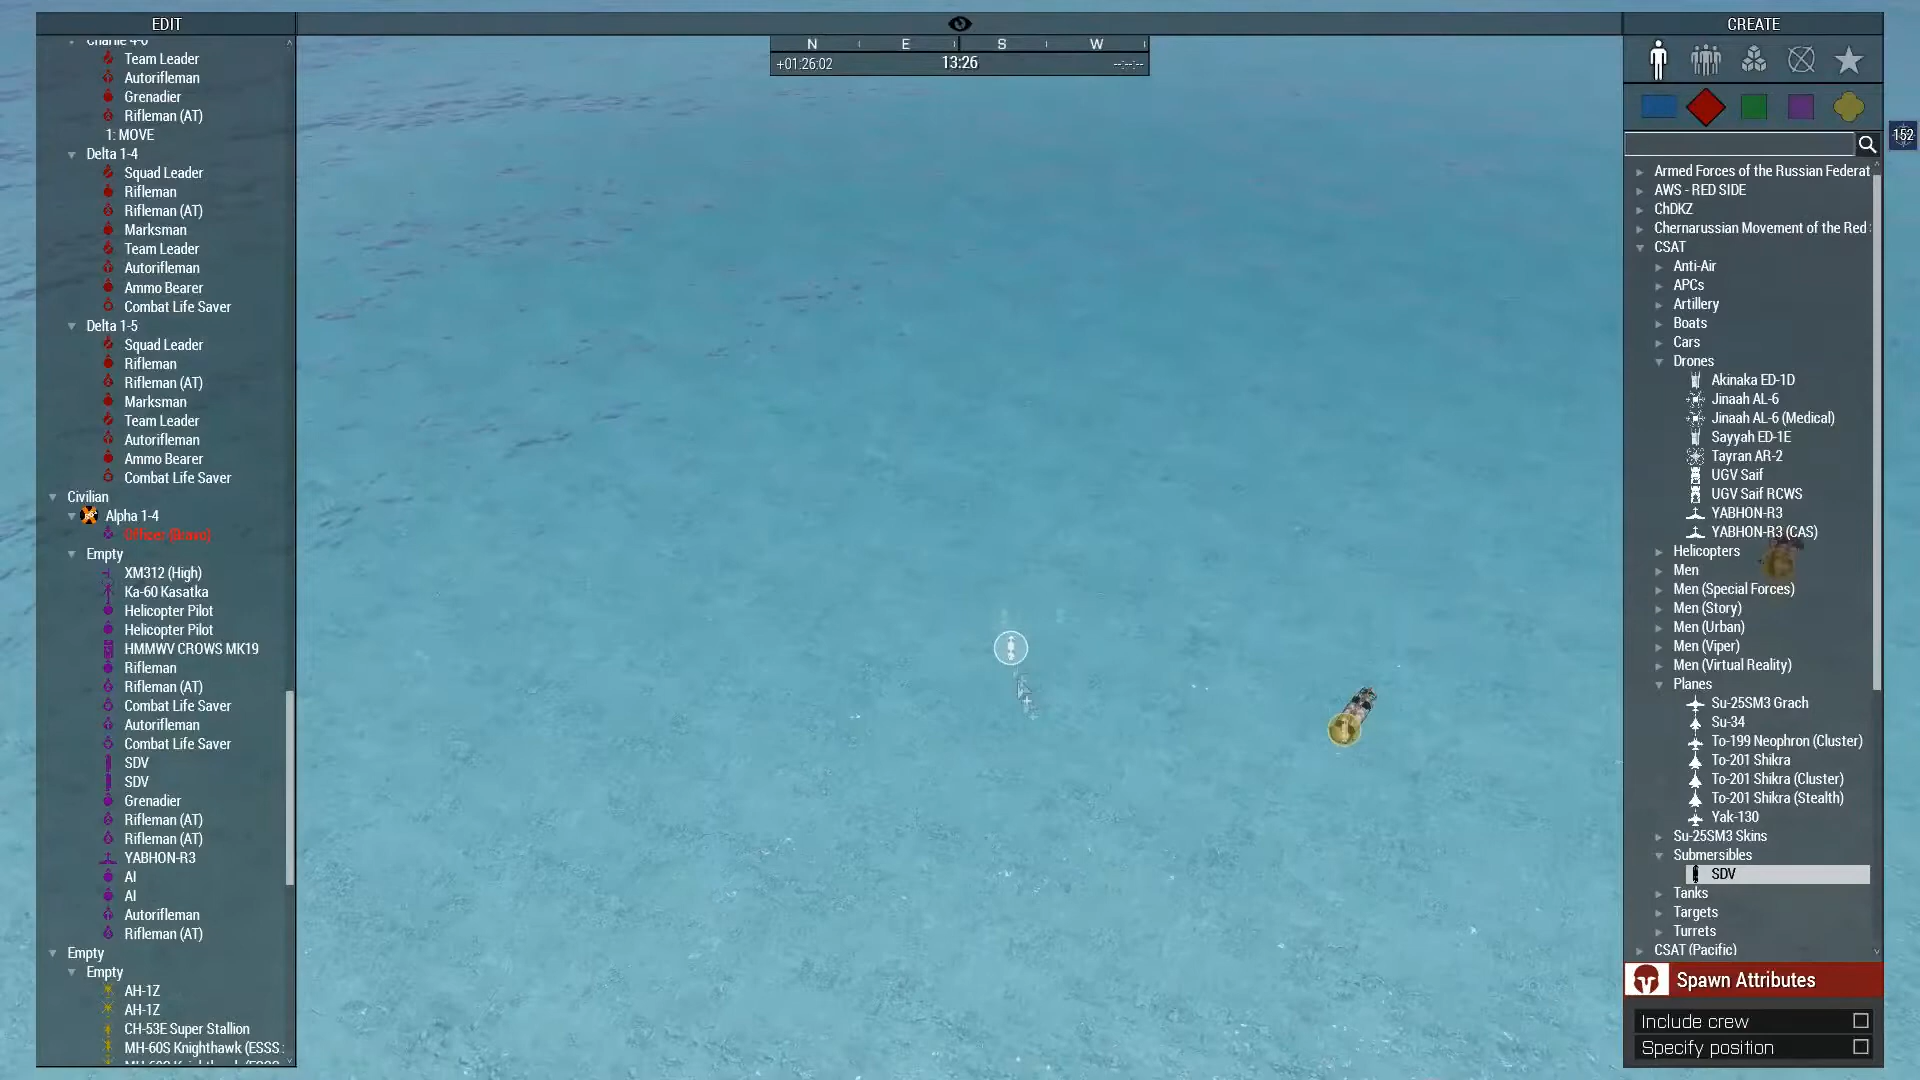 EDIT
Charlie 4-6
Team Leader
Autorifleman
Grenadier
Rifleman (AT)
1: MOVE
Delta 1-4
Squad Leader
Rifleman
Rifleman (AT)
Marksman
Team Leader
Autorifleman
Ammo Bearer
Combat Life Saver
Delta 1-5
Squad Leader
Rifleman
Rifleman (AT)
Marksman
Team Leader
Autorifleman
Ammo Bearer
Combat Life Saver
Civilian
Alpha 1-4
Officer (Bravo)
Empty
XM312 (High)
Ka-60 Kasatka
Helicopter Pilot
Helicopter Pilot
HMMWV CROWS MK19
Rifleman
Rifleman (AT)
Combat Life Saver
Autorifleman
Combat Life Saver
SDV
SDV
Grenadier
Rifleman (AT)
Rifleman (AT)
YABHON-R3
AI
AI
Autorifleman
Rifleman (AT)
Empty
Empty
AH-1Z
AH-1Z
CH-53E Super Stallion
MH-60S Knighthawk (ESSS
N E S W
+01:26:02 13:26 --:--:--
CREATE
152
Armed Forces of the Russian Federat
AWS - RED SIDE
ChDKZ
Chernarussian Movement of the Red
CSAT
Anti-Air
APCs
Artillery
Boats
Cars
Drones
Akinaka ED-1D
Jinaah AL-6
Jinaah AL-6 (Medical)
Sayyah ED-1E
Tayran AR-2
UGV Saif
UGV Saif RCWS
YABHON-R3
YABHON-R3 (CAS)
Helicopters
Men
Men (Special Forces)
Men (Story)
Men (Urban)
Men (Viper)
Men (Virtual Reality)
Planes
Su-25SM3 Grach
Su-34
To-199 Neophron (Cluster)
To-201 Shikra
To-201 Shikra (Cluster)
To-201 Shikra (Stealth)
Yak-130
Su-25SM3 Skins
Submersibles
SDV
Tanks
Targets
Turrets
CSAT (Pacific)
Spawn Attributes
Include crew
Specify position